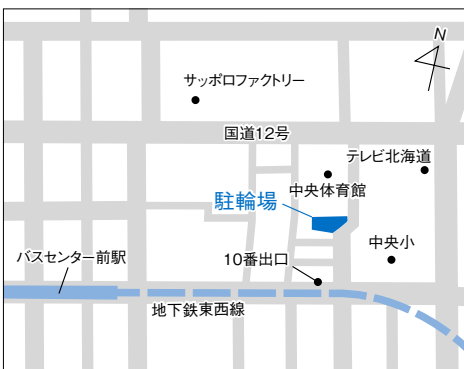 N
サッポロファクトリー
国道12号
テレビ北海道
中央体育館
駐輪場
中央小
10番出口
バスセンター前駅
地下鉄東西線